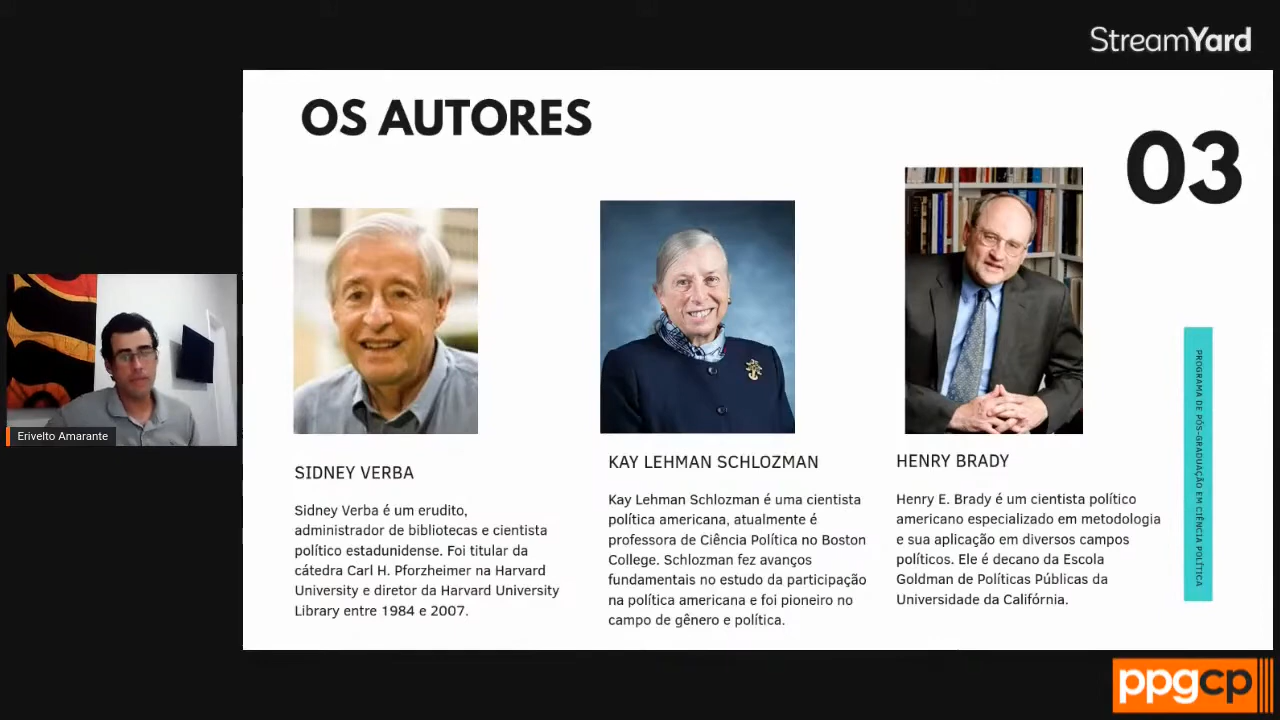 StreamYard
OS AUTORES
03
SIDNEY VERBA
Sidney Verba é um erudito,
administrador de bibliotecas e cientista
político estadunidense. Foi titular da
cátedra Carl H. Pforzheimer na Harvard
University e diretor da Harvard University
Library entre 1984 e 2007.
KAY LEHMAN SCHLOZMAN
Kay Lehman Schlozman é uma cientista
política americana, atualmente é
professora de Ciência Política no Boston
College. Schlozman fez avanços
fundamentais no estudo da participação
na política americana e foi pioneiro no
campo de gênero e política.
HENRY BRADY
Henry E. Brady é um cientista político
americano especializado em metodologia
e sua aplicação em diversos campos
políticos. Ele é decano da Escola
Goldman de Políticas Públicas da
Universidade da Califórnia.
PROGRAMA DE PÓS-GRADUAÇÃO EM CIÊNCIA POLÍTICA
Erivelto Amarante
ppgcp